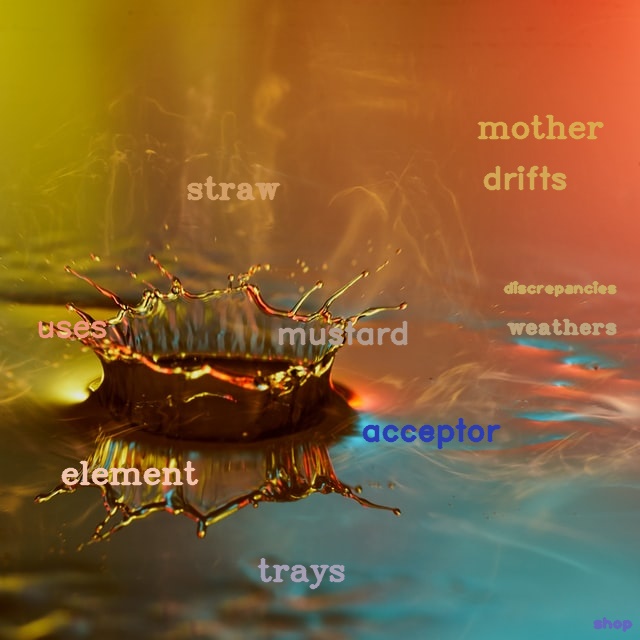 mother
drifts
straw
discrepancies
uses
mustard
weathers
acceptor
element
trays
shop